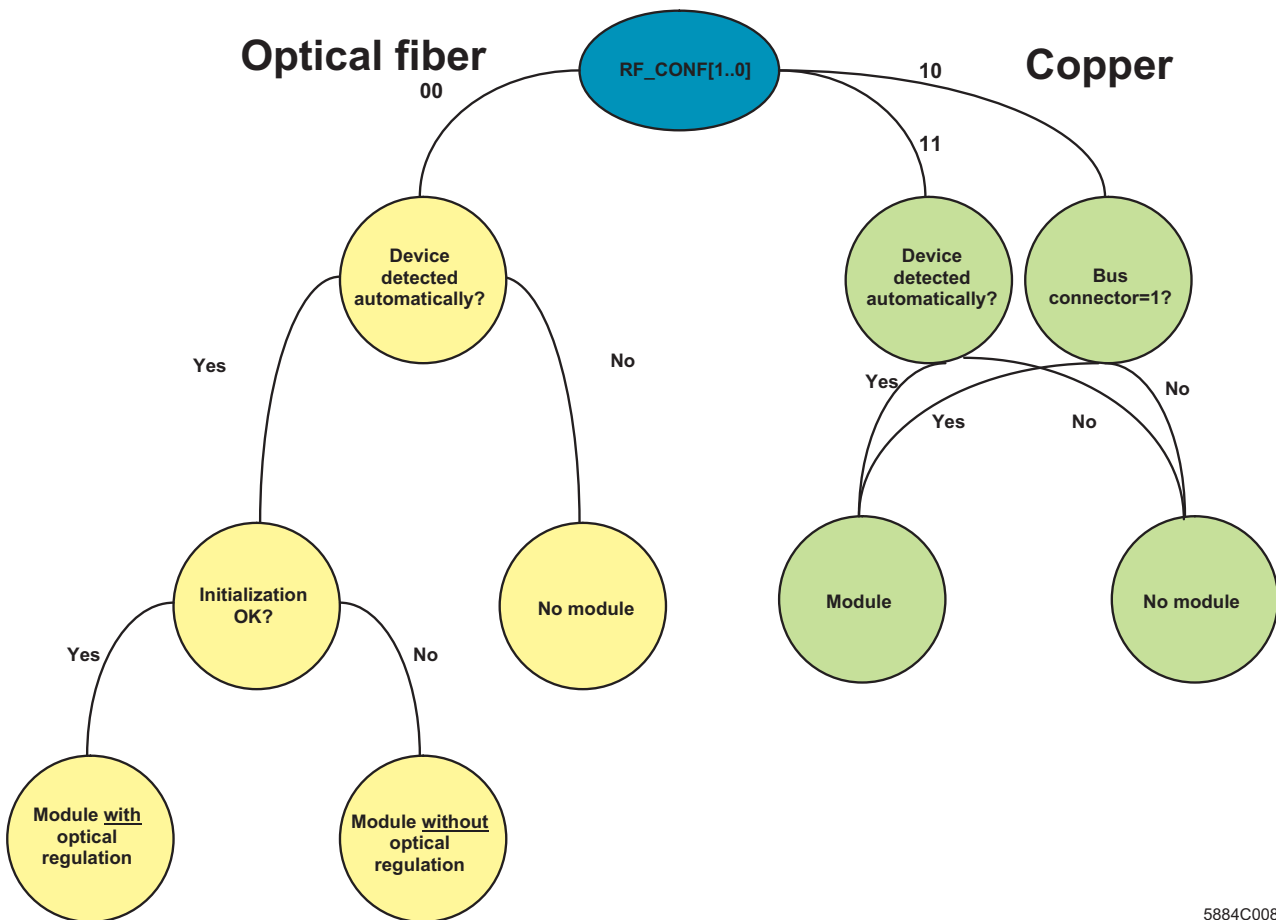 Optical fiber
RF_CONF[1..0]
Copper
00
10
11
Device
detected
automatically?
Device
detected
automatically?
Bus
connector=1?
Yes
No
Yes
Yes
No
No
Initialization
OK?
No module
Module
No module
Yes
No
Module with
optical
regulation
Module without
optical
regulation
5884C008